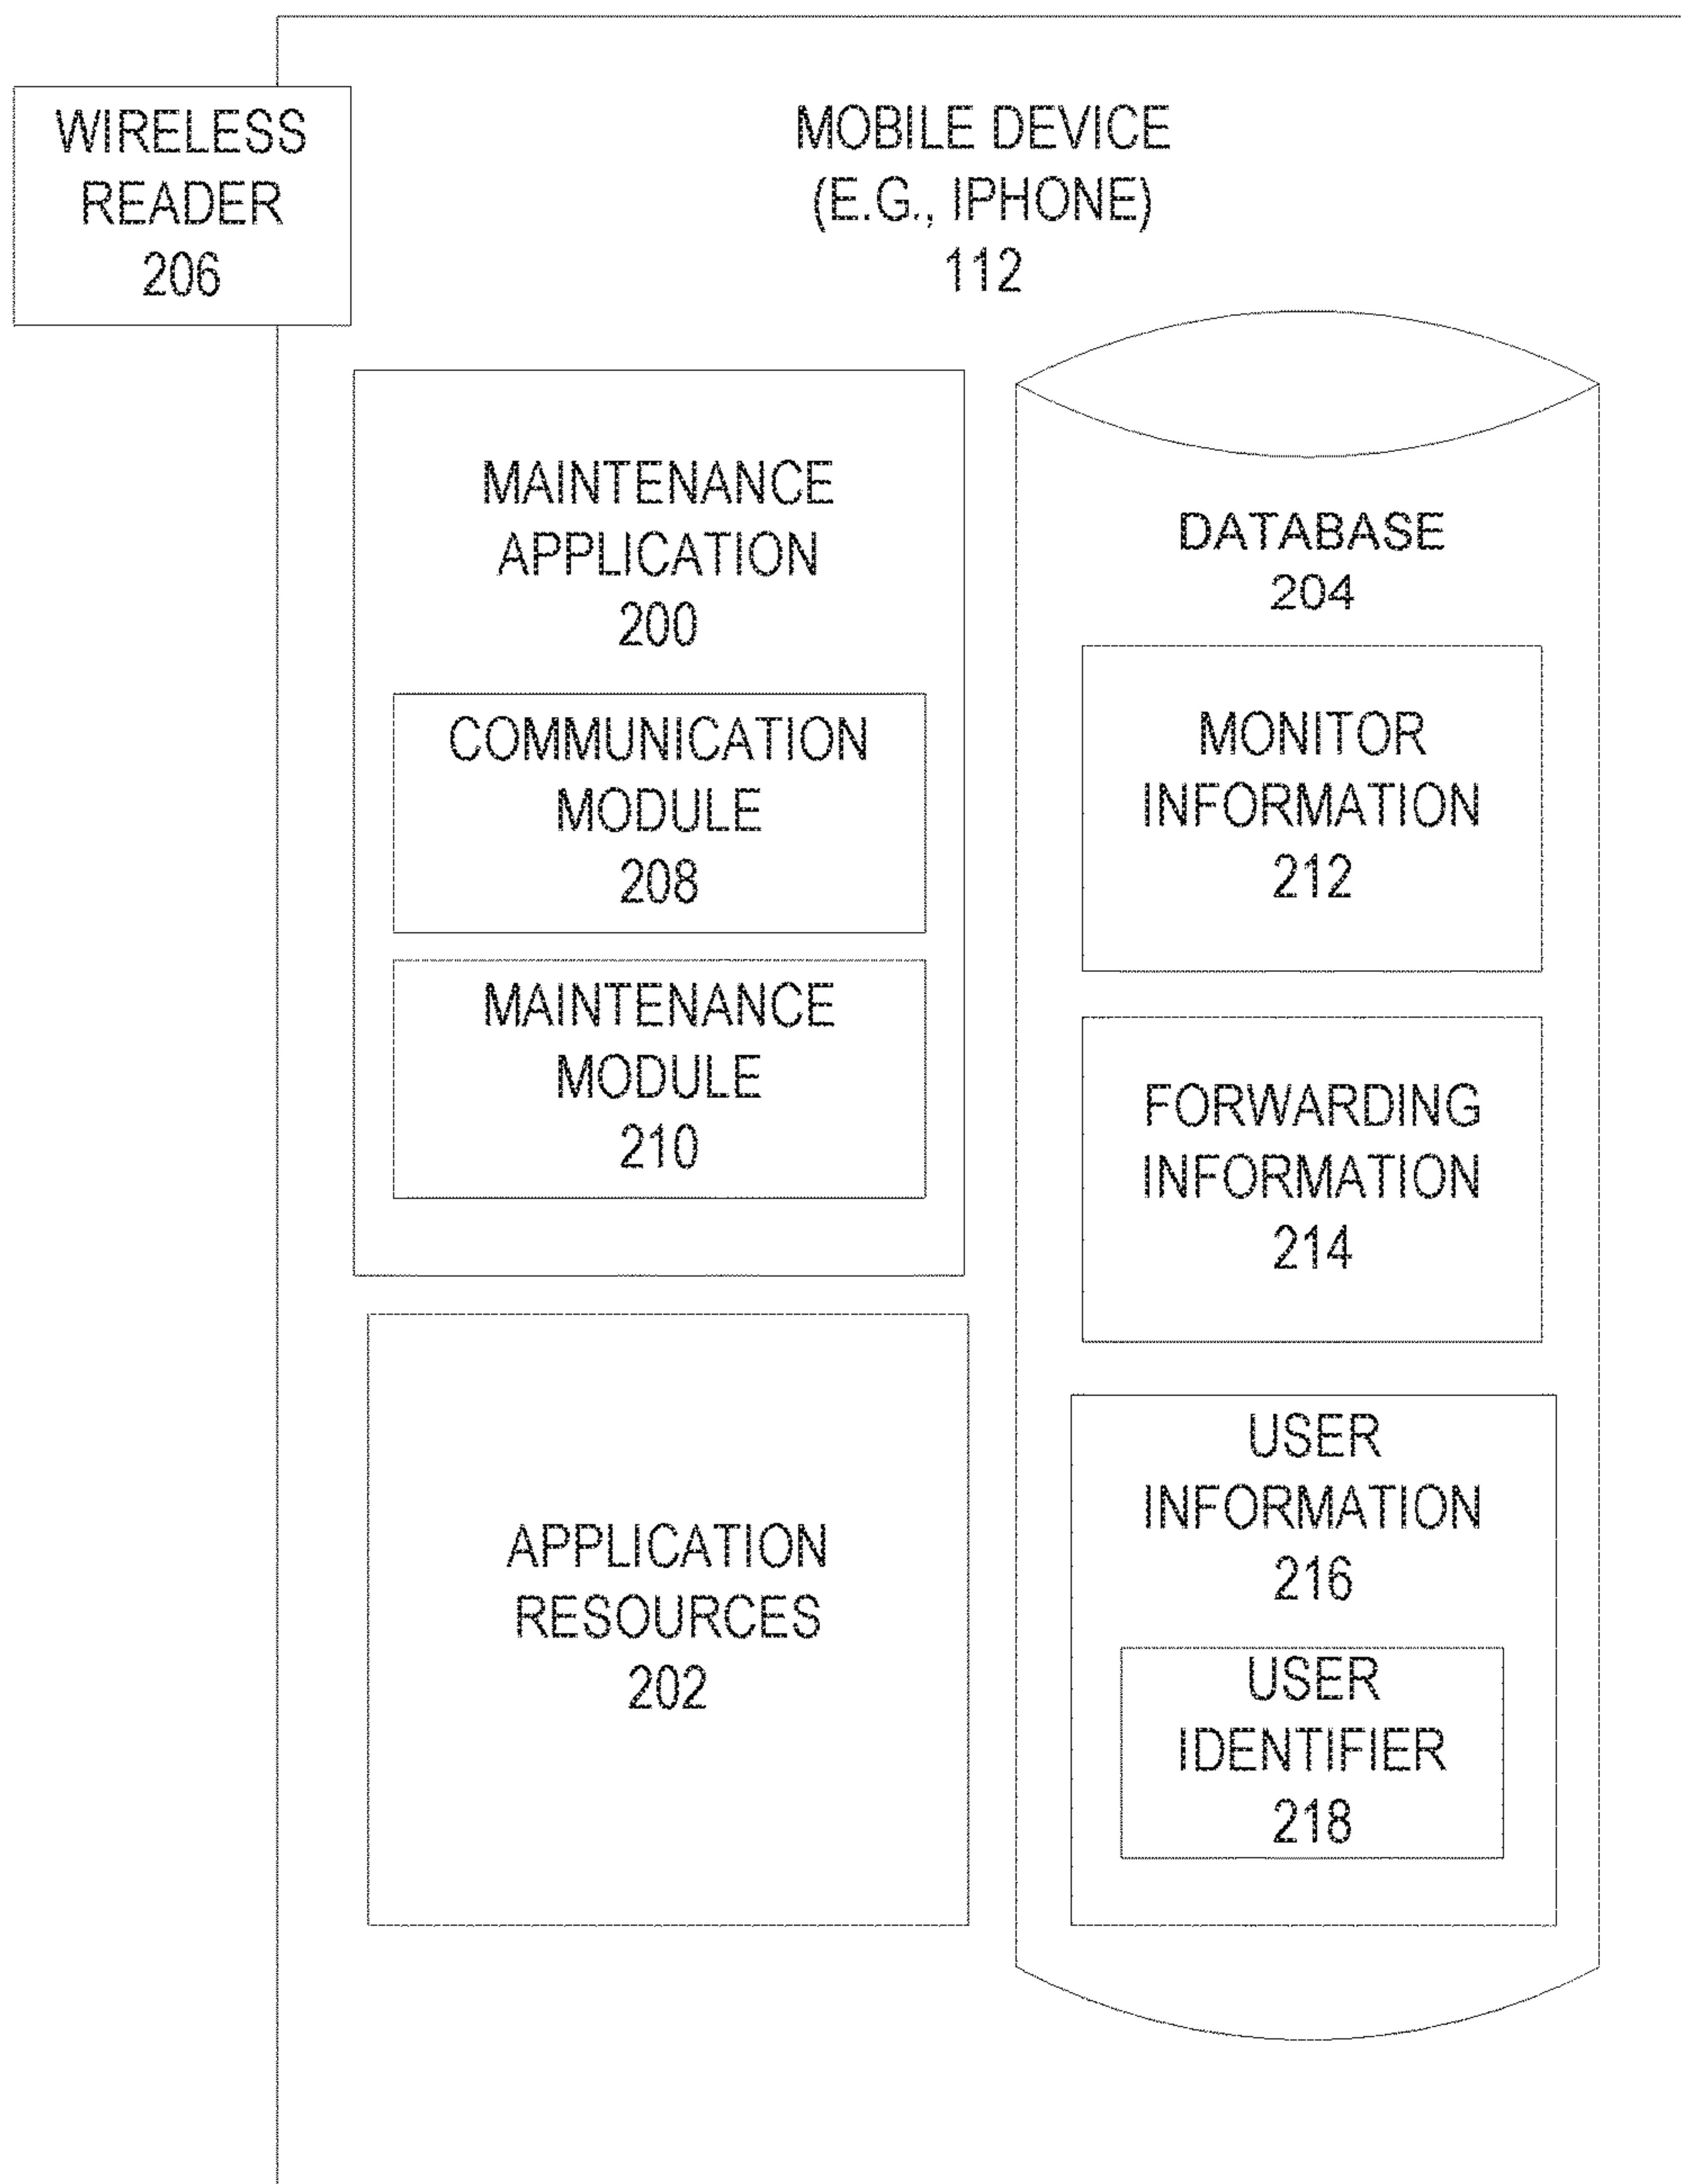 WIRELESS
READER
206
MOBILE DEVICE
(E.G., IPHONE)
112
MAINTENANCE
APPLICATION
200
COMMUNICATION
MODULE
208
MAINTENANCE
MODULE
210
APPLICATION
RESOURCES
202
DATABASE
204
MONITOR
INFORMATION
212
FORWARDING
INFORMATION
214
USER
INFORMATION
216
USER
IDENTIFIER
218